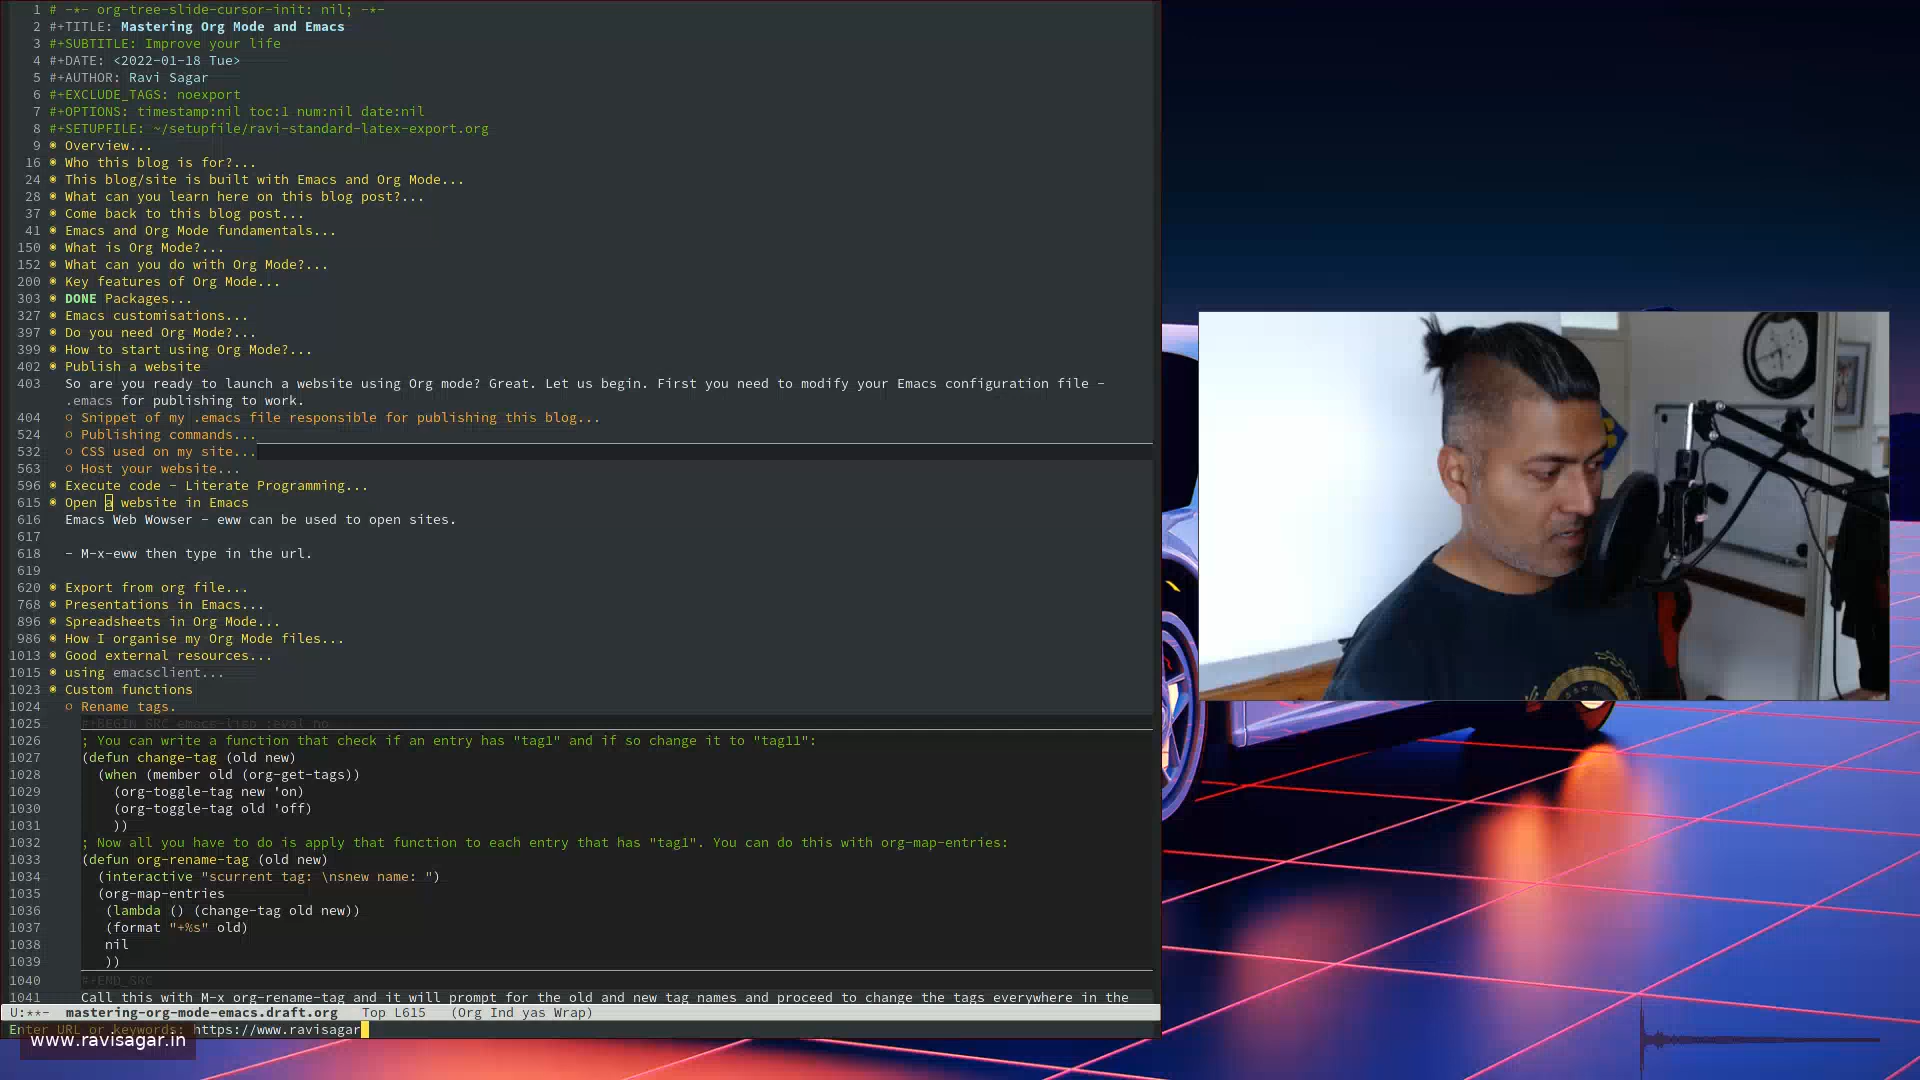 1 # -*- org-tree-slide-cursor-init: nil; -*-
2 #+TITLE: Mastering Org Mode and Emacs
3 #+SUBTITLE: Improve your life
4 #+DATE: <2022-01-18 Tue>
5 #+AUTHOR: Ravi Sagar
6 #+EXCLUDE_TAGS: noexport
7 #+OPTIONS: timestamp:nil toc:1 num:nil date:nil
8 #+SETUPFILE: ~/setupfile/ravi-standard-latex-export.org
9 ◉ Overview...
16 ◉ Who this blog is for?...
24 ◉ This blog/site is built with Emacs and Org Mode...
28 ◉ What can you learn here on this blog post?...
37 ◉ Come back to this blog post...
41 ◉ Emacs and Org Mode fundamentals...
150 ◉ What is Org Mode?...
152 ◉ What can you do with Org Mode?...
200 ◉ Key features of Org Mode...
303 ◉ DONE Packages...
327 ◉ Emacs customisations...
397 ◉ Do you need Org Mode?...
399 ◉ How to start using Org Mode?...
402 ◉ Publish a website
403 So are you ready to launch a website using Org mode? Great. Let us begin. First you need to modify your Emacs configuration file -
.emacs for publishing to work.
404 ○ Snippet of my .emacs file responsible for publishing this blog...
524 ○ Publishing commands...
532 ○ CSS used on my site...
563 ○ Host your website...
596 ◉ Execute code - Literate Programming...
615 ◉ Open a website in Emacs
616 Emacs Web Wowser - eww can be used to open sites.
617
618 - M-x-eww then type in the url.
619
620 ◉ Export from org file...
768 ◉ Presentations in Emacs...
896 ◉ Spreadsheets in Org Mode...
986 ◉ How I organise my Org Mode files...
1013 ◉ Good external resources...
1015 ◉ using emacsclient...
1023 ◉ Custom functions
1024 ○ Rename tags.
1025 #+BEGIN_SRC emacs-lisp :eval no
1026 ; You can write a function that check if an entry has "tag1" and if so change it to "tag11":
1027 (defun change-tag (old new)
1028 (when (member old (org-get-tags))
1029 (org-toggle-tag new 'on)
1030 (org-toggle-tag old 'off)
1031 ))
1032 ; Now all you have to do is apply that function to each entry that has "tag1". You can do this with org-map-entries:
1033 (defun org-rename-tag (old new)
1034 (interactive "scurrent tag: \nsnew name: ")
1035 (org-map-entries
1036 (lambda () (change-tag old new))
1037 (format "+%s" old)
1038 nil
1039 ))
1040 #+END_SRC
1041 Call this with M-x org-rename-tag and it will prompt for the old and new tag names and proceed to change the tags everywhere in the
U:**- mastering-org-mode-emacs.draft.org Top L615 (Org Ind yas Wrap)
Enter URL or keywords: https://www.ravisagar
www.ravisagar.in